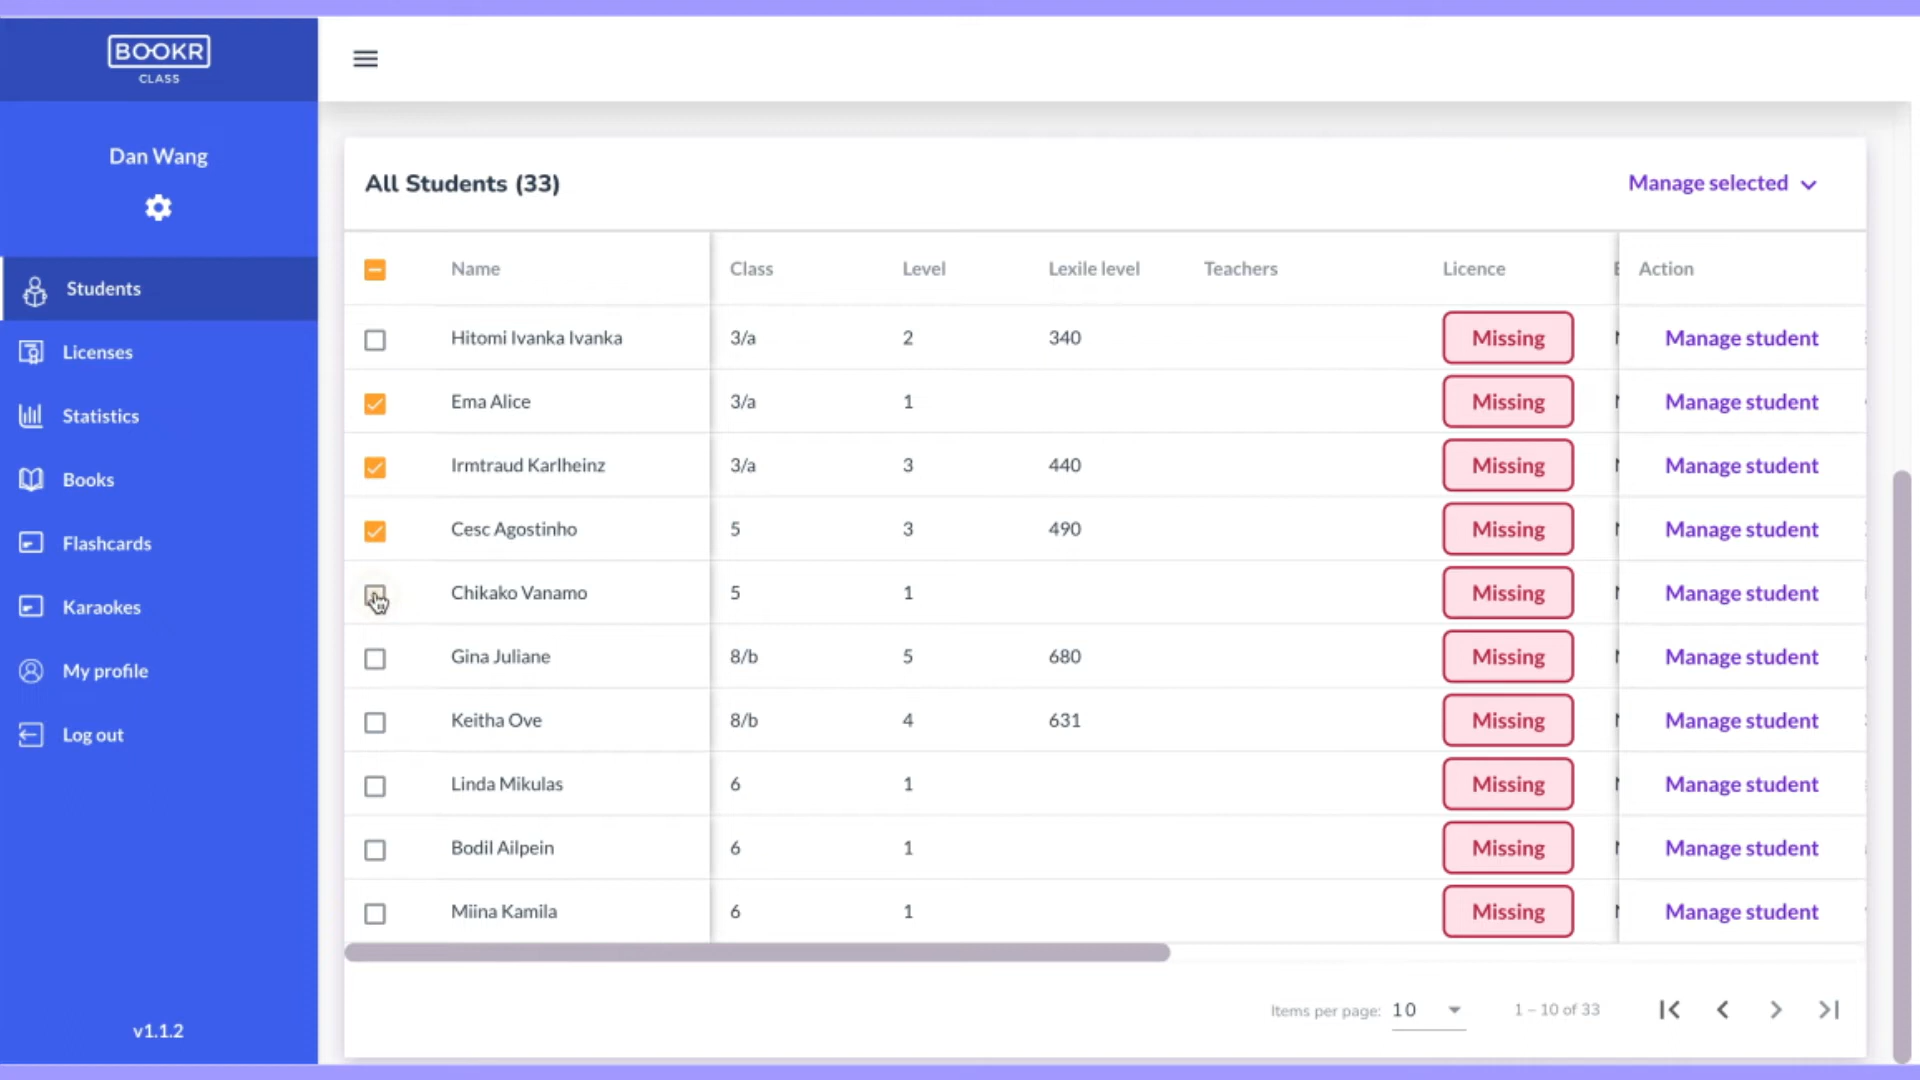 BOOKR
CLASS
Dan Wang
Students
Licenses
Statistics
Books
Flashcards
Karaokes
My profile
Log out
v1.1.2
All Students (33)
Manage selected
Name Class Level Lexile level Teachers Licence Action
Hitomi Ivanka Ivanka 3/a 2 340 Missing Manage student
Ema Alice 3/a 1 Missing Manage student
Irmtraud Karlheinz 3/a 3 440 Missing Manage student
Cesc Agostinho 5 3 490 Missing Manage student
Chikako Vanamo 5 1 Missing Manage student
Gina Juliane 8/b 5 680 Missing Manage student
Keitha Ove 8/b 4 631 Missing Manage student
Linda Mikulas 6 1 Missing Manage student
Bodil Ailpein 6 1 Missing Manage student
Miina Kamila 6 1 Missing Manage student
Items per page: 10 1 – 10 of 33